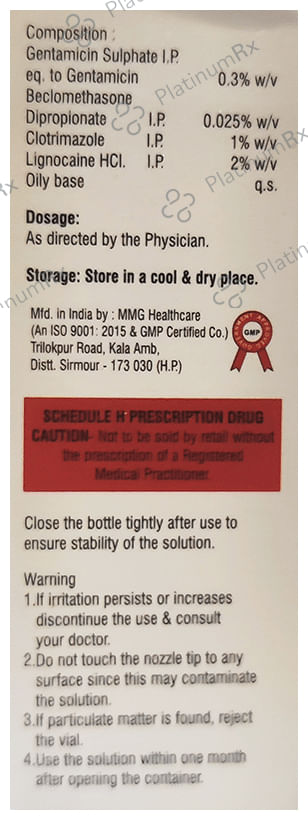 Composition :
Gentamicin Sulphate I.P.
eq. to Gentamicin 0.3% w/v
Beclomethasone
Dipropionate I.P. 0.025% w/v
Clotrimazole I.P. 1% w/v
Lignocaine HCl. I.P. 2% w/v
Oily base q.s.
Dosage:
As directed by the Physician.
Storage: Store in a cool & dry place.
Mfd. in India by : MMG Healthcare
(An ISO 9001: 2015 & GMP Certified Co.)
Trilokpur Road, Kala Amb,
Distt. Sirmour - 173 030 (H.P.)
GMP
SCHEDULE H PRESCRIPTION DRUG
CAUTION- Not to be sold by retail without
the prescription of a Registered
Medical Practitioner.
Close the bottle tightly after use to
ensure stability of the solution.
Warning
1.If irritation persists or increases
discontinue the use & consult
your doctor.
2.Do not touch the nozzle tip to any
surface since this may contaminate
the solution.
3.If particulate matter is found, reject
the vial.
4.Use the solution within one month
after opening the container.
PlatinumRx